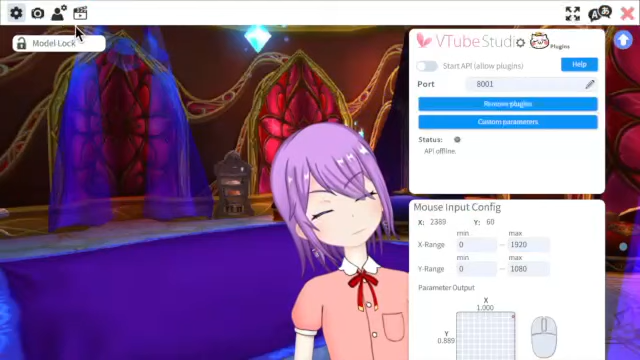 Model Lock
VTube Studio
Plugins
Start API (allow plugins)
Help
Port
8001
Remove plugins
Custom parameters
Status:
API offline.
Mouse Input Config
X: 2389 Y: 60
min max
X-Range 0 — 1920
min max
Y-Range 0 — 1080
Parameter Output
X
1.000
Y
0.889